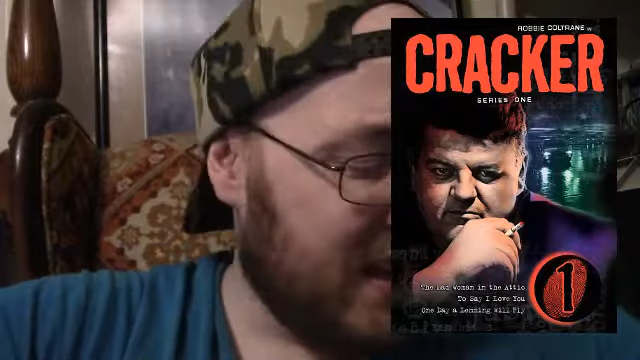 ROBBIE COLTRANE IN
CRACKER
SERIES ONE
The Mad Woman in the Attic
To Say I Love You
One Day a Lemming Will Fly
1